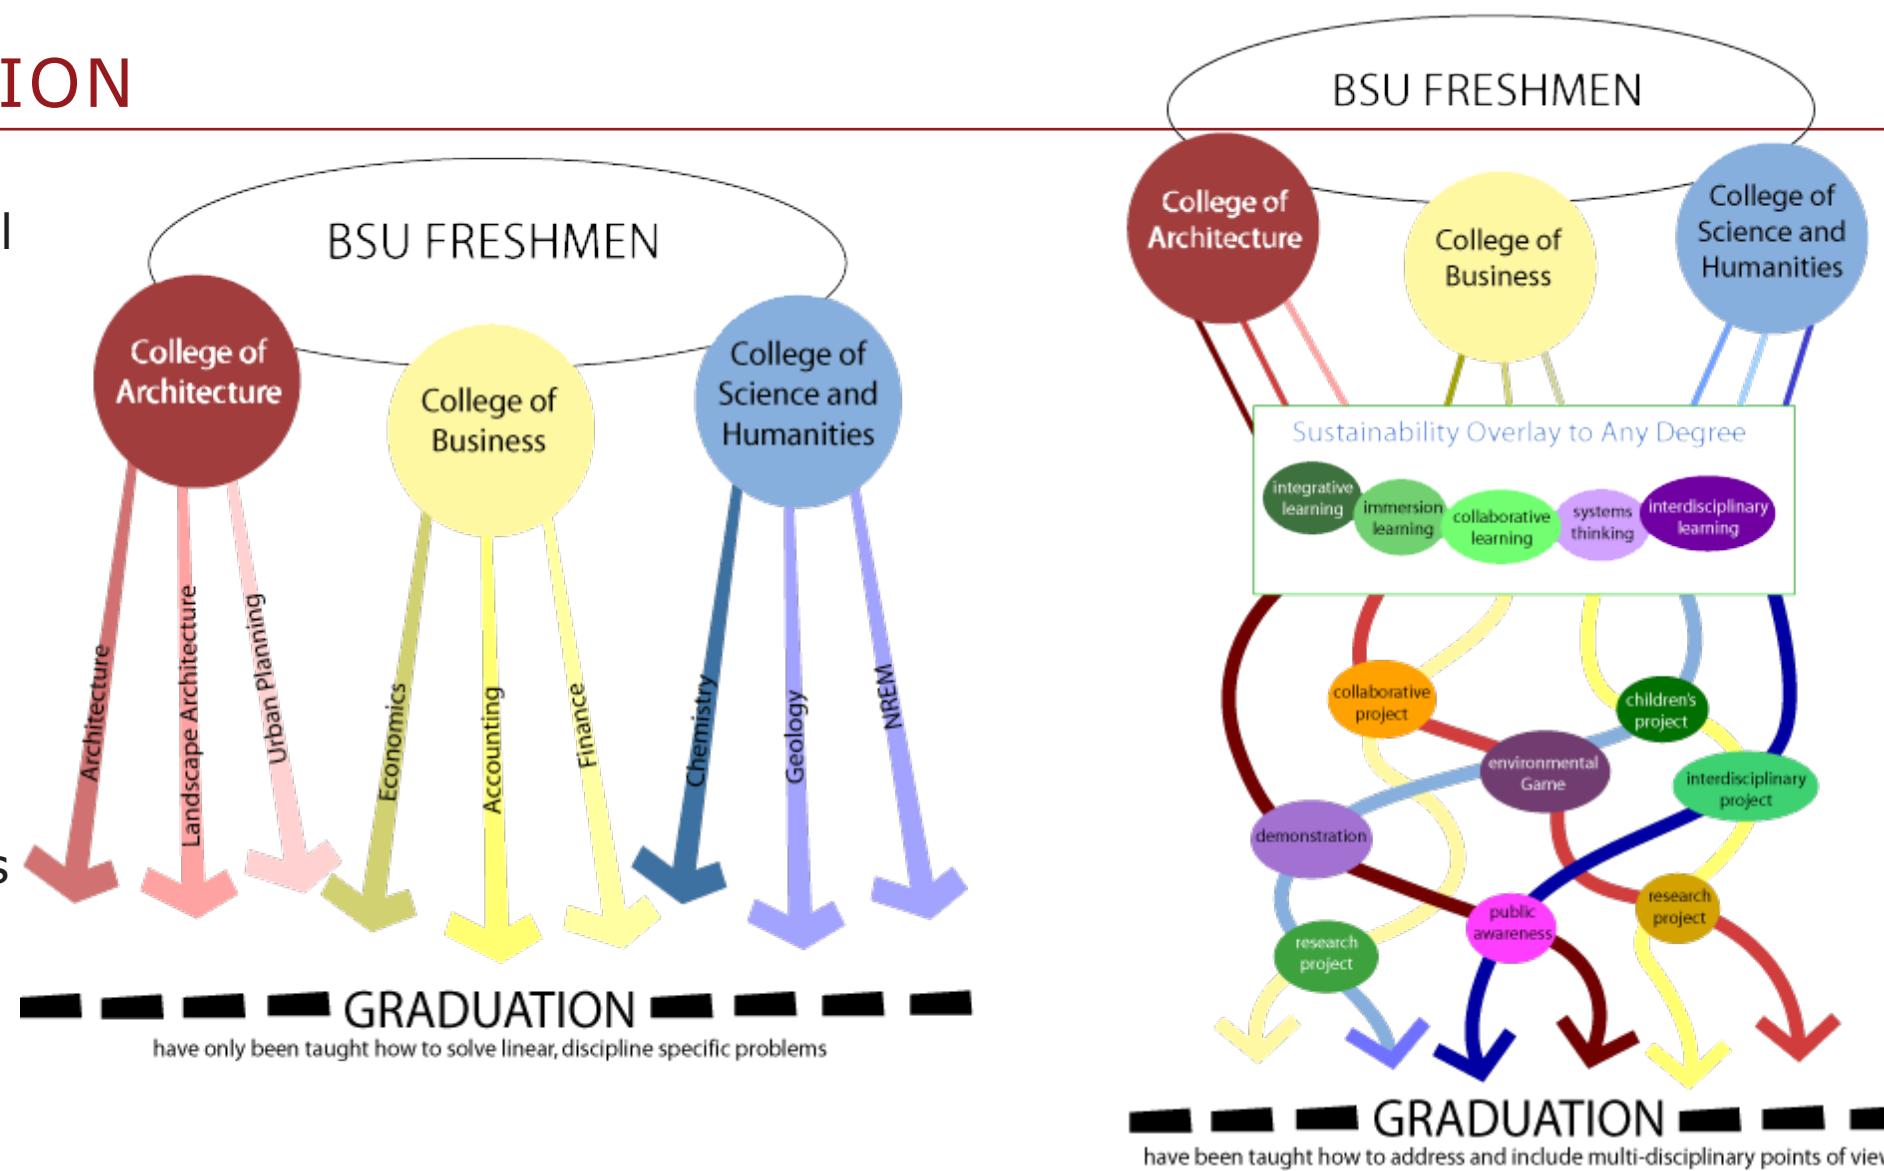 ION
l
s
BSU FRESHMEN
College of
Architecture
College of
Business
College of
Science and
Humanities
Architecture
Landscape Architecture
Urban Planning
Economics
Accounting
Finance
Chemistry
Geology
NREM
GRADUATION
have only been taught how to solve linear, discipline specific problems
BSU FRESHMEN
College of
Architecture
College of
Business
College of
Science and
Humanities
Sustainability Overlay to Any Degree
integrative
learning
immersion
learning
collaborative
learning
systems
thinking
interdisciplinary
learning
collaborative
project
children's
project
environmental
Game
interdisciplinary
project
demonstration
research
project
public
awareness
research
project
GRADUATION
have been taught how to address and include multi-disciplinary points of view